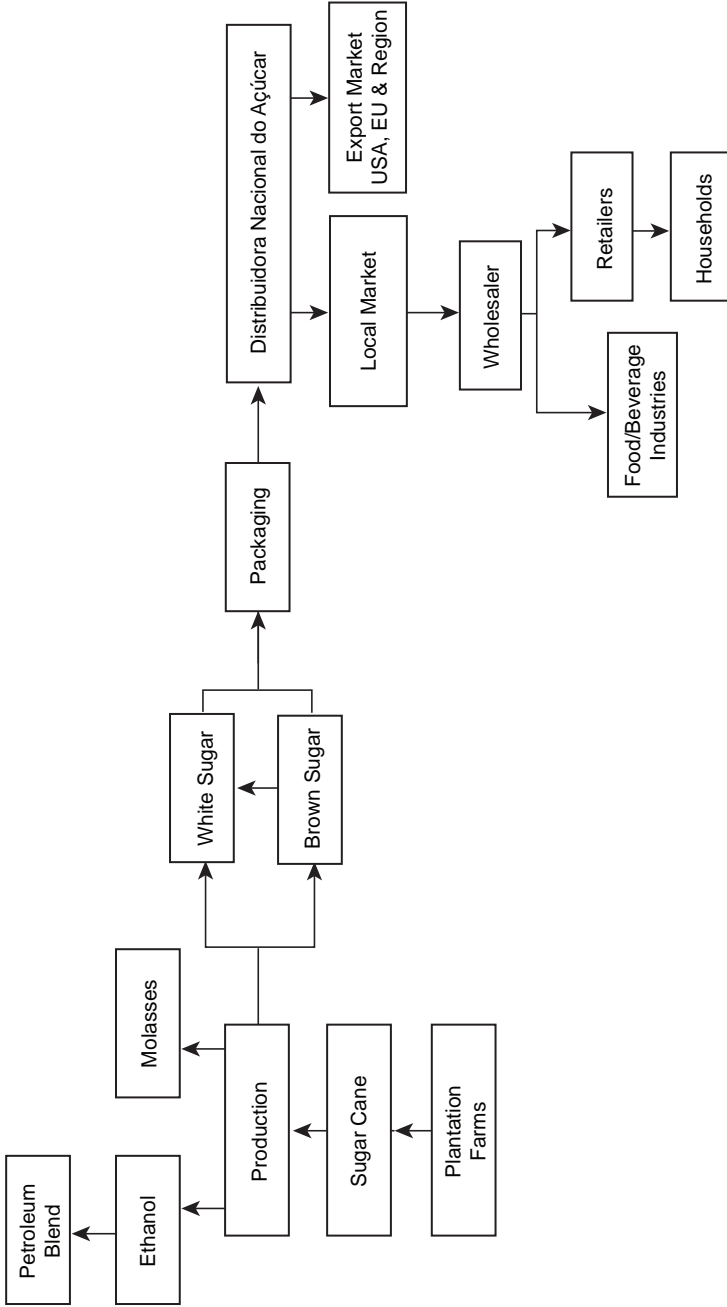 Petroleum
Blend
Ethanol
Molasses
Production
Sugar Cane
Plantation
Farms
White Sugar
Brown Sugar
Packaging
Distribuidora Nacional do Açúcar
Local Market
Export Market
USA, EU & Region
Wholesaler
Food/Beverage
Industries
Retailers
Households